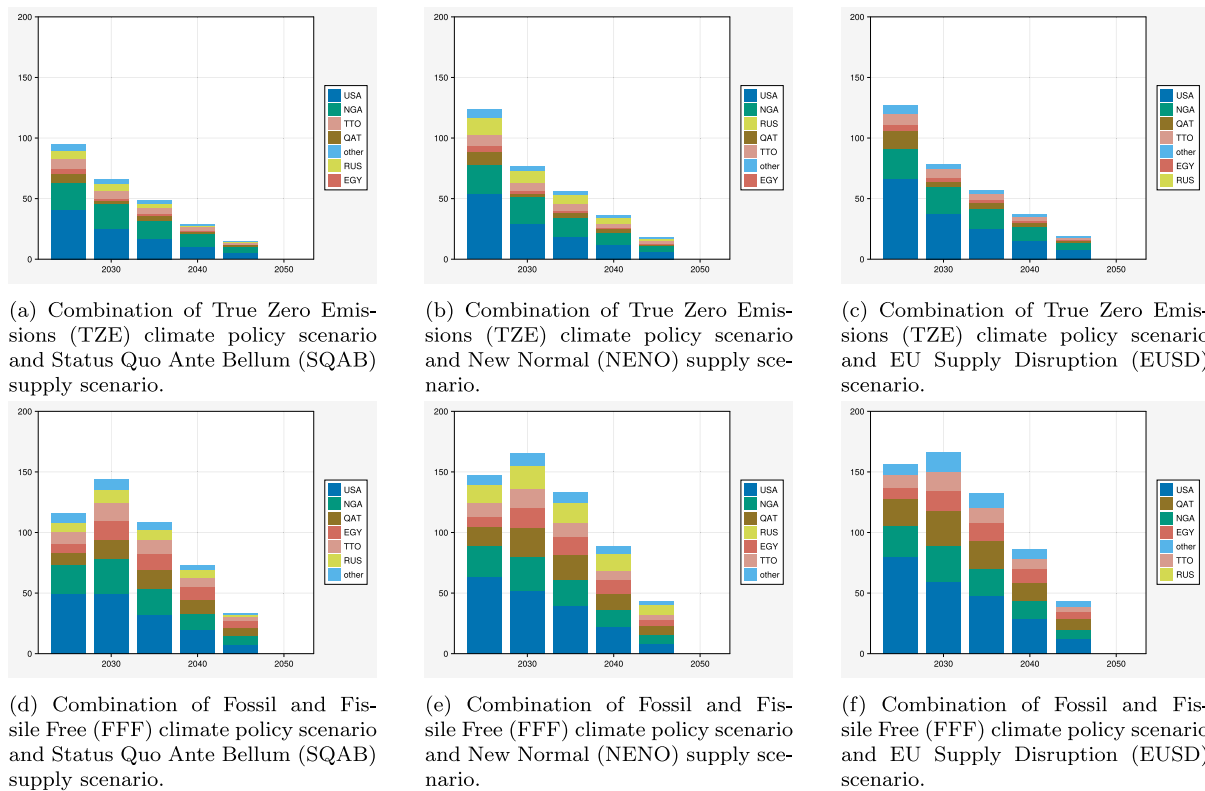 200
150
100
50
0
2030
2040
2050
USA
NGA
TTO
QAT
other
RUS
EGY
(a) Combination of True Zero Emis-
sions (TZE) climate policy scenario
and Status Quo Ante Bellum (SQAB)
supply scenario.
200
150
100
50
0
2030
2040
2050
USA
NGA
RUS
QAT
TTO
other
EGY
(b) Combination of True Zero Emis-
sions (TZE) climate policy scenario
and New Normal (NENO) supply sce-
nario.
200
150
100
50
0
2030
2040
2050
USA
NGA
QAT
TTO
other
EGY
RUS
(c) Combination of True Zero Emis-
sions (TZE) climate policy scenario
and EU Supply Disruption (EUSD)
scenario.
200
150
100
50
0
2030
2040
2050
USA
NGA
QAT
EGY
TTO
RUS
other
(d) Combination of Fossil and Fis-
sile Free (FFF) climate policy scenario
and Status Quo Ante Bellum (SQAB)
supply scenario.
200
150
100
50
0
2030
2040
2050
USA
NGA
QAT
RUS
EGY
TTO
other
(e) Combination of Fossil and Fis-
sile Free (FFF) climate policy scenario
and New Normal (NENO) supply sce-
nario.
200
150
100
50
0
2030
2040
2050
USA
QAT
NGA
EGY
other
TTO
RUS
(f) Combination of Fossil and Fis-
sile Free (FFF) climate policy scenario
and EU Supply Disruption (EUSD)
scenario.